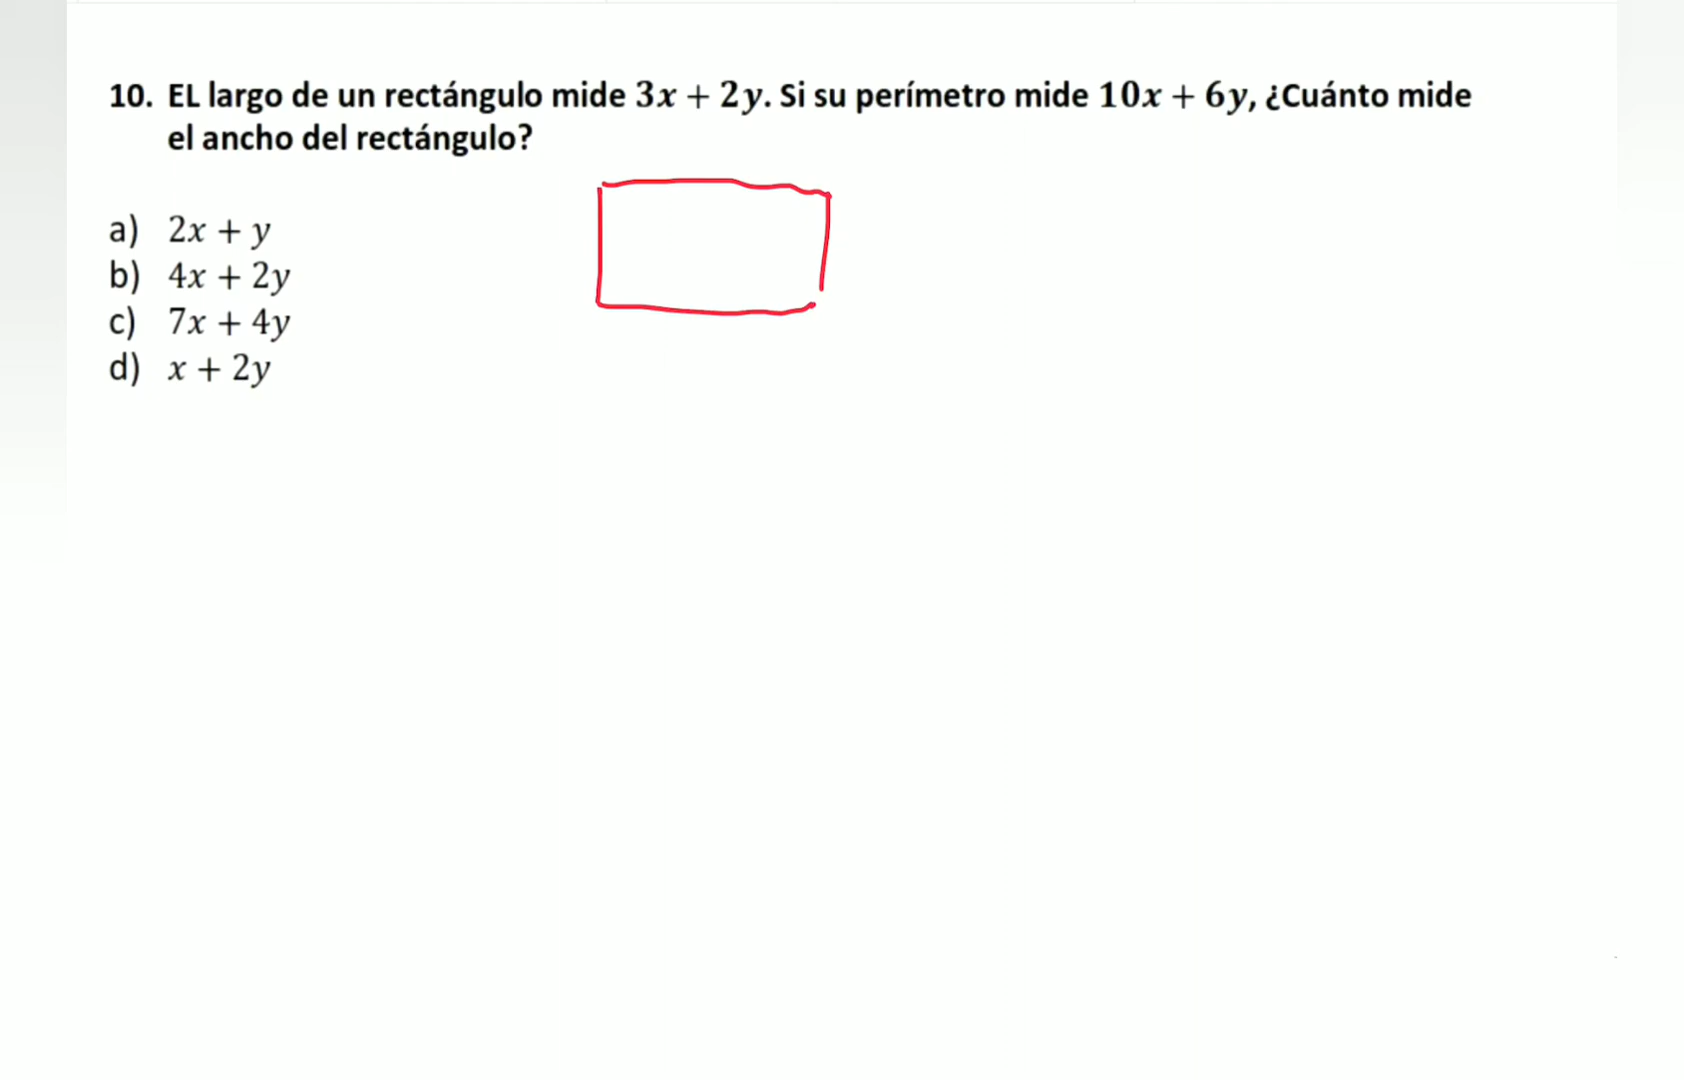 10. EL largo de un rectángulo mide 3x + 2y. Si su perímetro mide 10x + 6y, ¿Cuánto mide
el ancho del rectángulo?
a) 2x + y
b) 4x + 2y
c) 7x + 4y
d) x + 2y